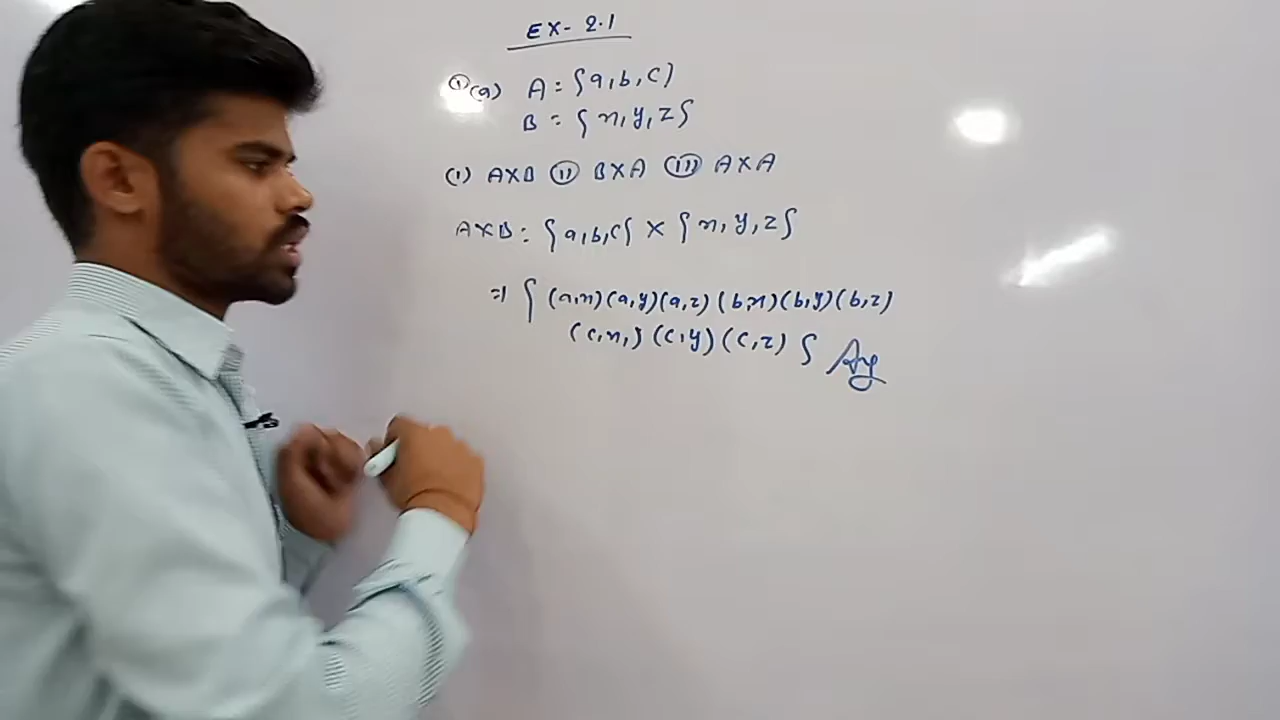 EX- 2.1
① (a) A = {a, b, c}
B = {x, y, z}
(i) A×B (ii) B×A (iii) A×A
A×B = {a, b, c} × {x, y, z}
=) { (a, x) (a, y) (a, z) (b, x) (b, y) (b, z)
(c, x,) (c, y) (c, z) } Ans